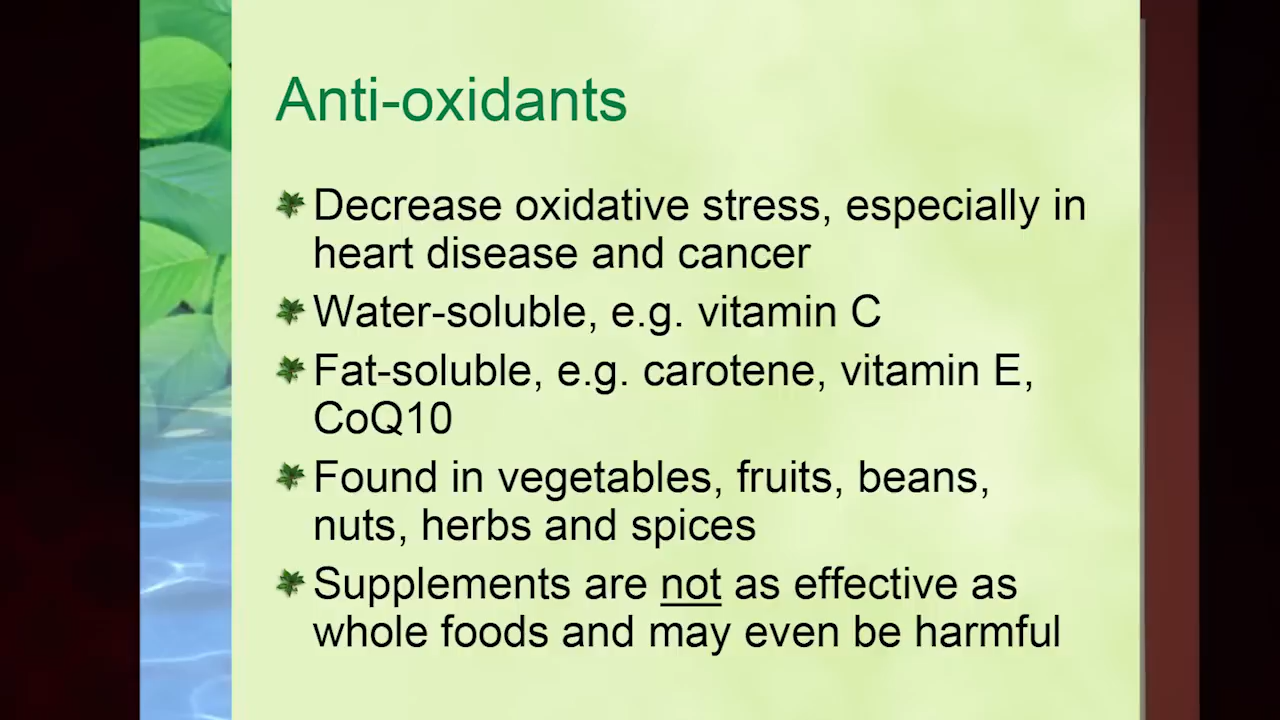 Anti-oxidants
Decrease oxidative stress, especially in
heart disease and cancer
Water-soluble, e.g. vitamin C
Fat-soluble, e.g. carotene, vitamin E,
CoQ10
Found in vegetables, fruits, beans,
nuts, herbs and spices
Supplements are not as effective as
whole foods and may even be harmful